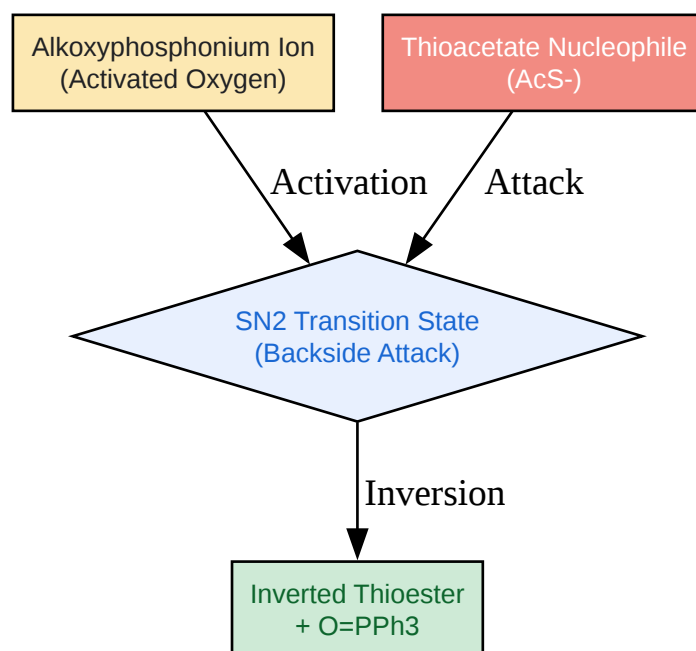 Alkoxyphosphonium Ion
(Activated Oxygen)
Thioacetate Nucleophile
(AcS-)
Activation
Attack
SN2 Transition State
(Backside Attack)
Inversion
Inverted Thioester
+ O=PPh3